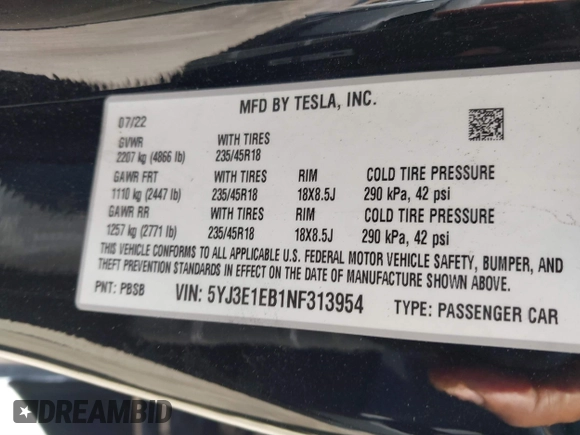 MFD BY TESLA, INC.
07/22
GVWR WITH TIRES
2207 kg (4866 lb) 235/45R18
GAWR FRT WITH TIRES RIM COLD TIRE PRESSURE
1110 kg (2447 lb) 235/45R18 18X8.5J 290 kPa, 42 psi
GAWR RR WITH TIRES RIM COLD TIRE PRESSURE
1257 kg (2771 lb) 235/45R18 18X8.5J 290 kPa, 42 psi
THIS VEHICLE CONFORMS TO ALL APPLICABLE U.S. FEDERAL MOTOR VEHICLE SAFETY, BUMPER, AND
THEFT PREVENTION STANDARDS IN EFFECT ON THE DATE OF MANUFACTURE SHOWN ABOVE.
PNT: PBSB VIN: 5YJ3E1EB1NF313954 TYPE: PASSENGER CAR
DREAMBID